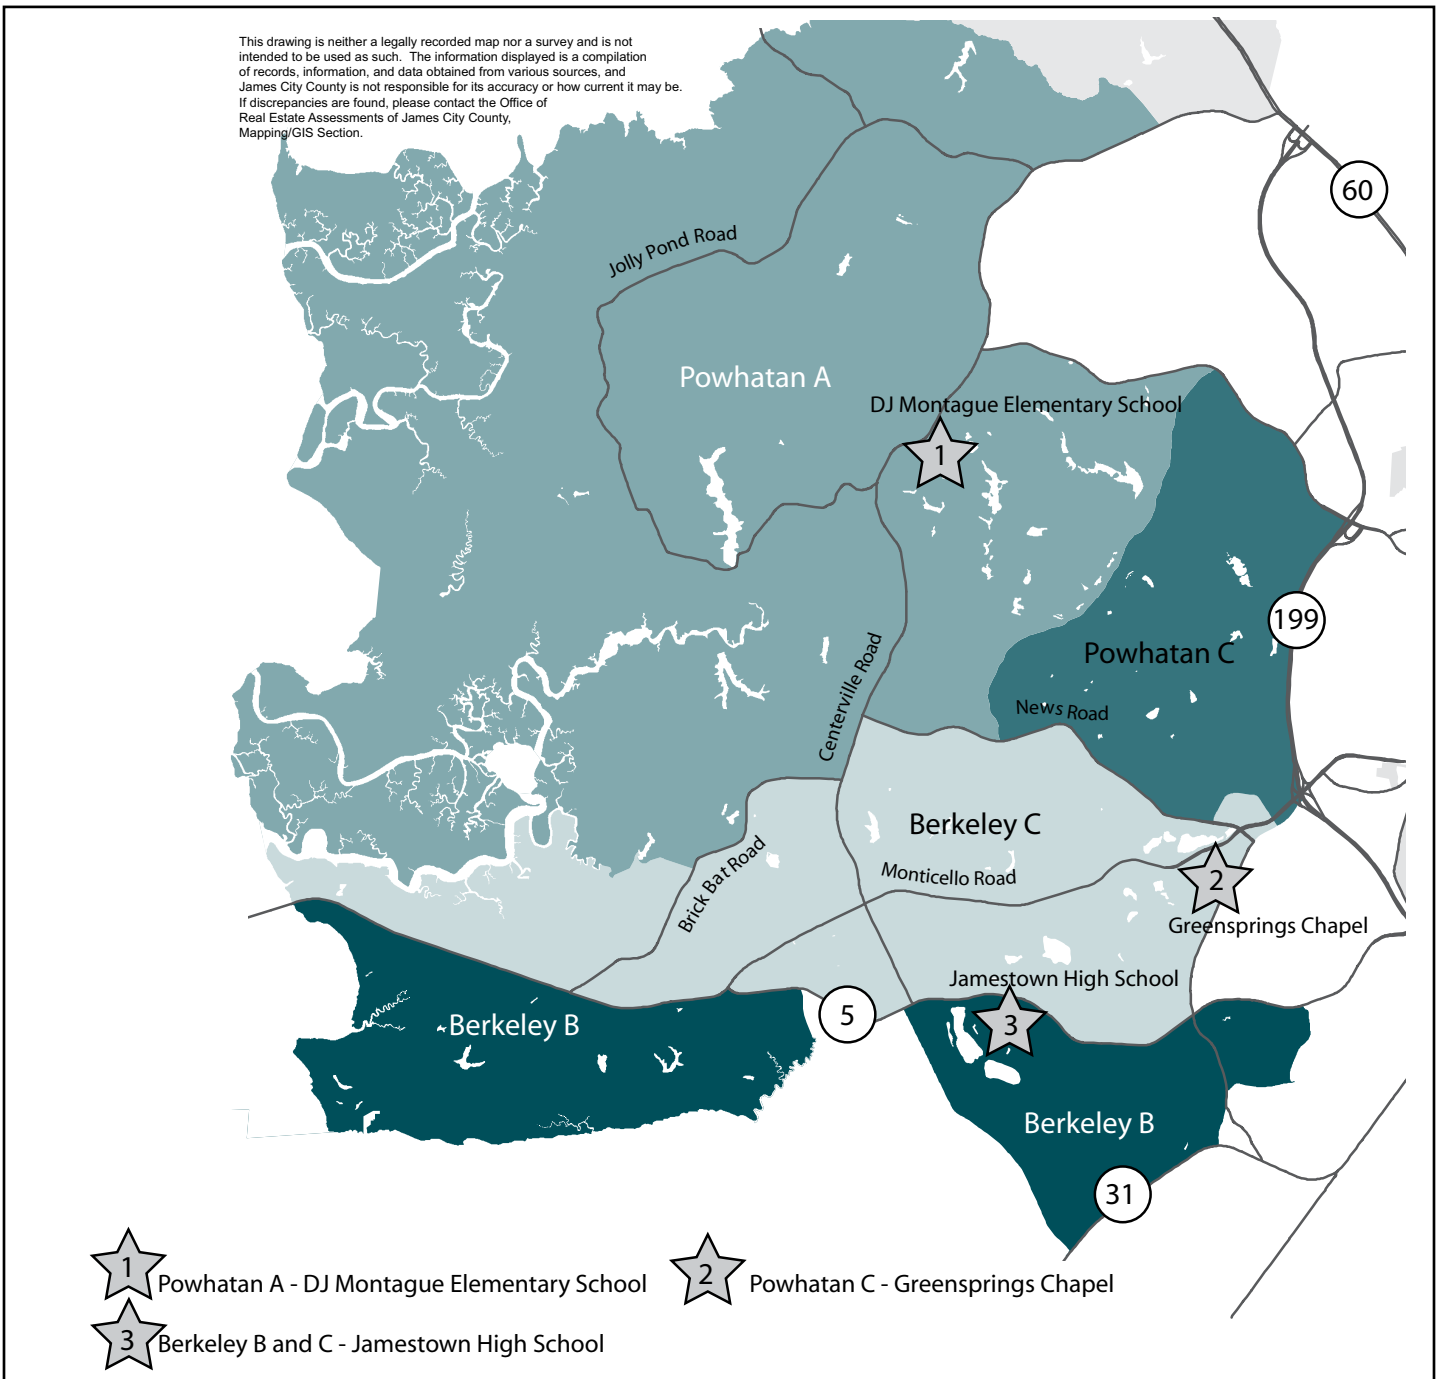 This drawing is neither a legally recorded map nor a survey and is not
intended to be used as such. The information displayed is a compilation
of records, information, and data obtained from various sources, and
James City County is not responsible for its accuracy or how current it may be.
If discrepancies are found, please contact the Office of
Real Estate Assessments of James City County,
Mapping/GIS Section.
60
Jolly Pond Road
Powhatan A
DJ Montague Elementary School
1
199
Powhatan C
Centerville Road
News Road
Berkeley C
Brick Bat Road
Monticello Road
2
Greensprings Chapel
Jamestown High School
5
3
Berkeley B
Berkeley B
31
1
Powhatan A - DJ Montague Elementary School
2
Powhatan C - Greensprings Chapel
3
Berkeley B and C - Jamestown High School